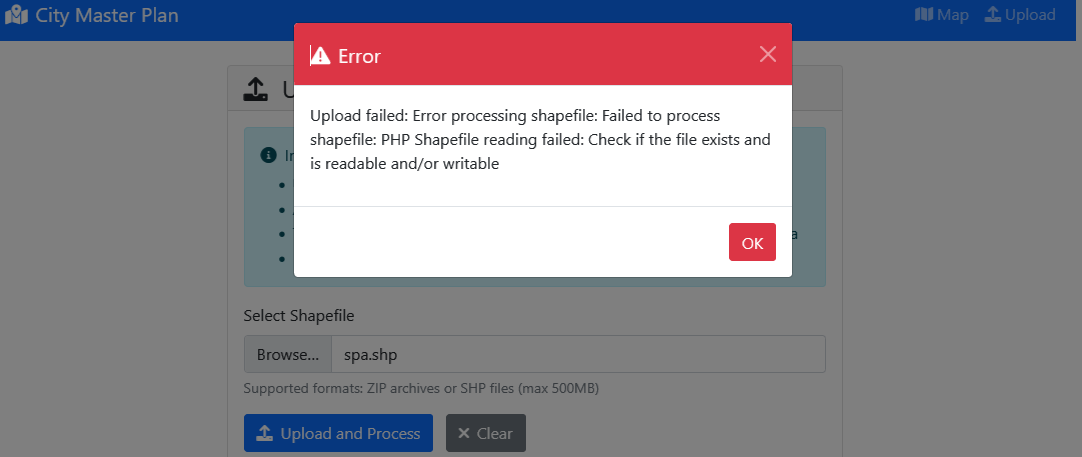 City Master Plan
Map
Upload
Error
Upload failed: Error processing shapefile: Failed to process
shapefile: PHP Shapefile reading failed: Check if the file exists and
is readable and/or writable
OK
Select Shapefile
Browse...
spa.shp
Supported formats: ZIP archives or SHP files (max 500MB)
Upload and Process
Clear